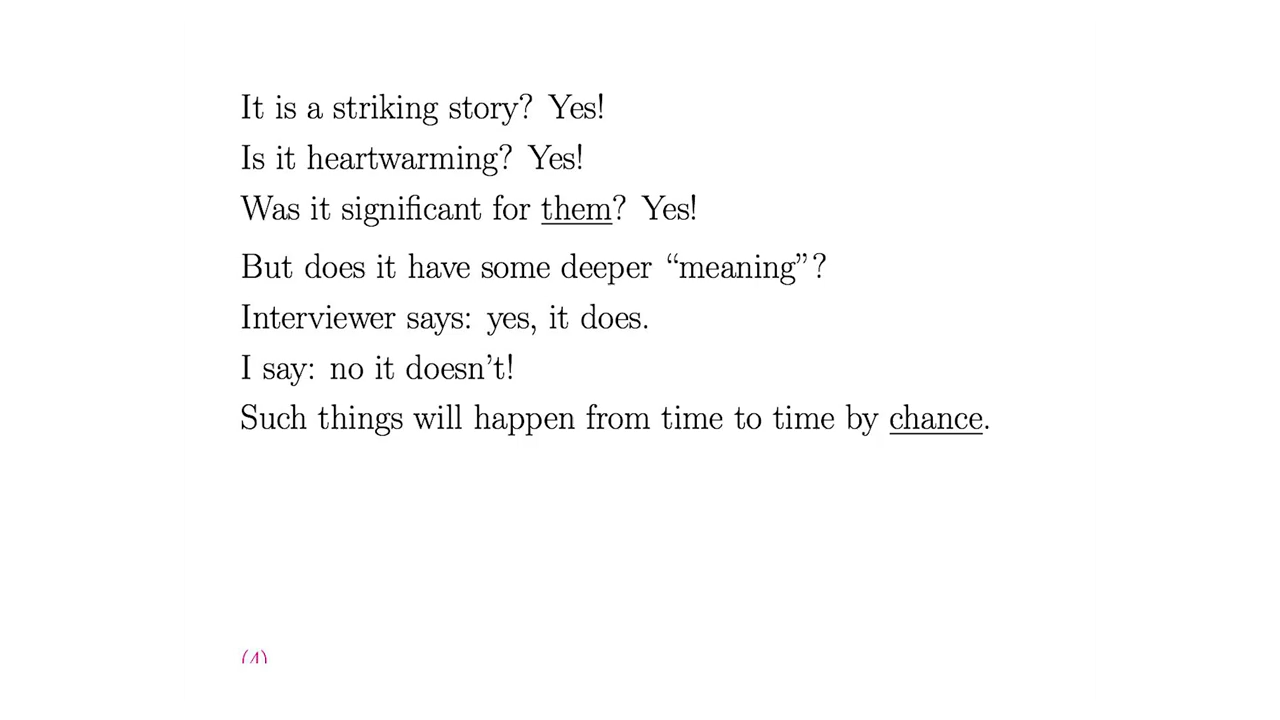 It is a striking story? Yes!
Is it heartwarming? Yes!
Was it significant for them? Yes!
But does it have some deeper “meaning”?
Interviewer says: yes, it does.
I say: no it doesn’t!
Such things will happen from time to time by chance.
(4)